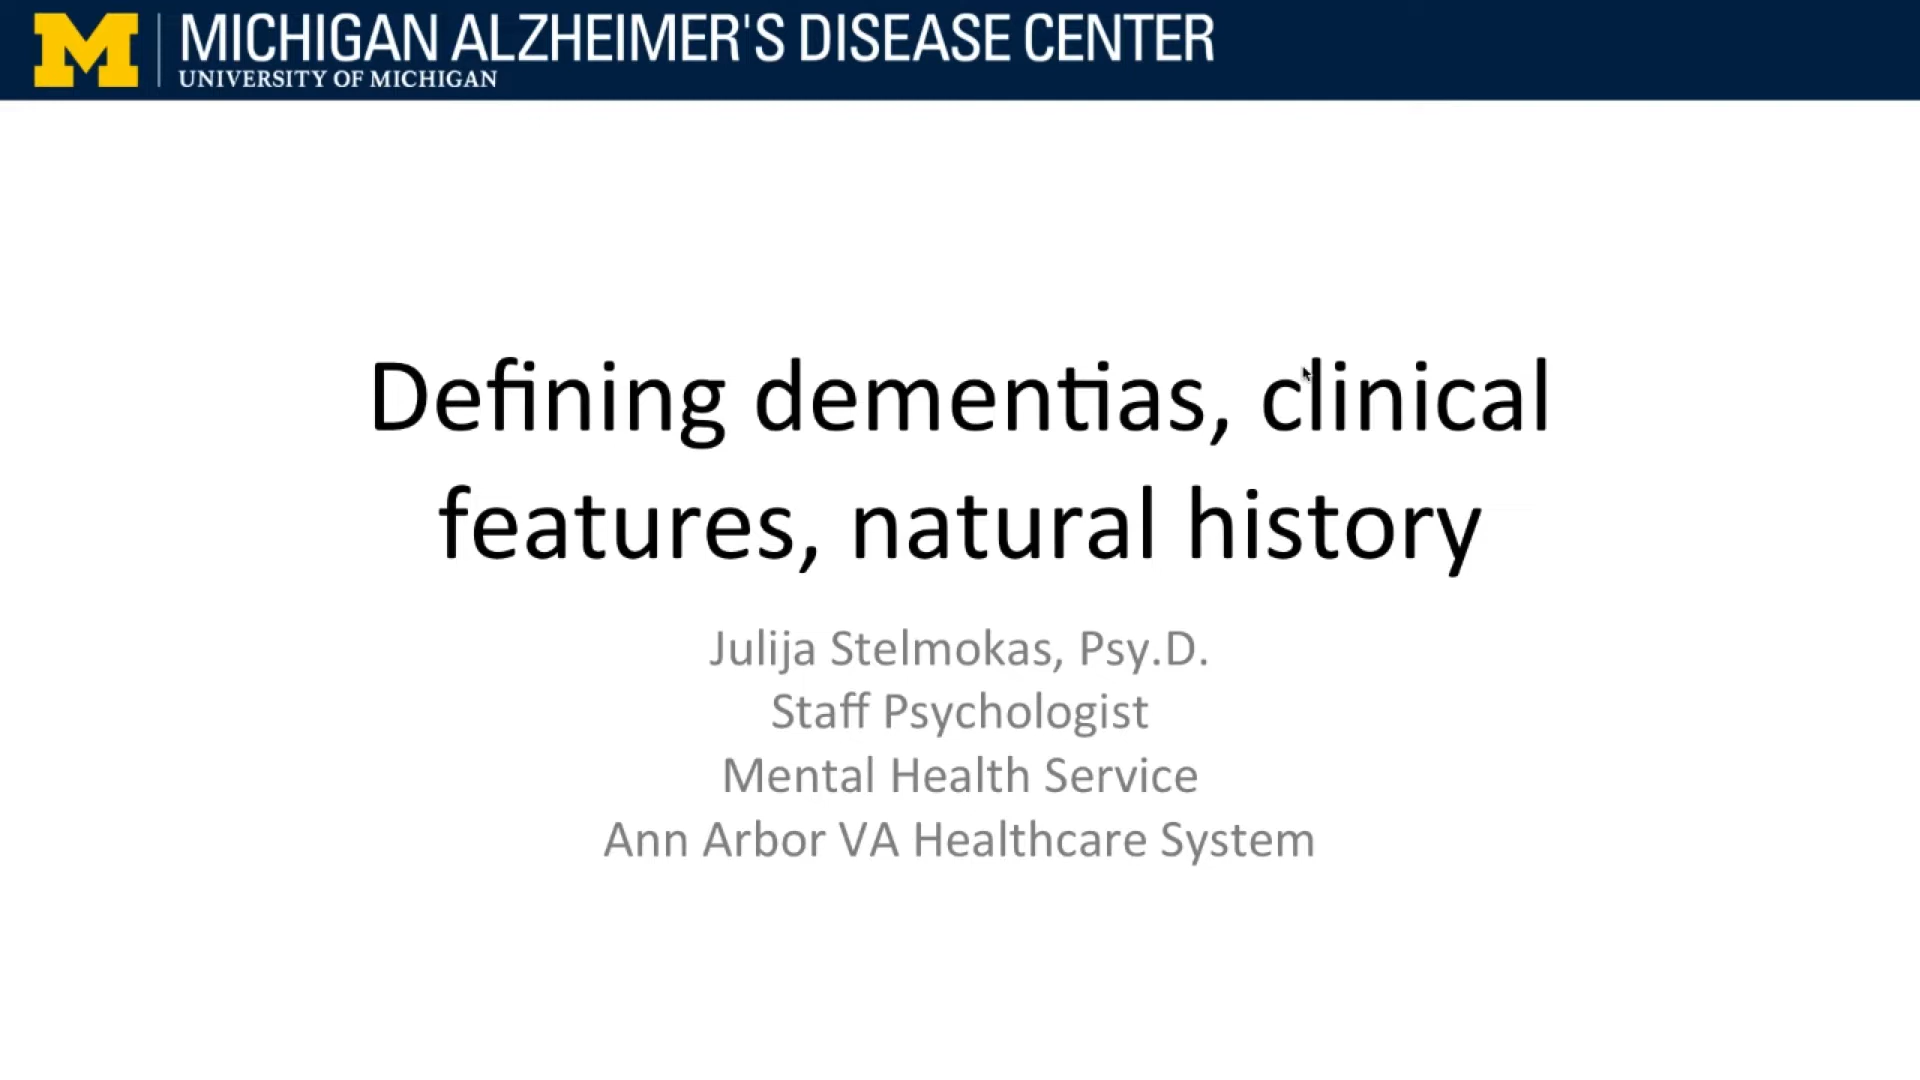 M
MICHIGAN ALZHEIMER'S DISEASE CENTER
UNIVERSITY OF MICHIGAN
Defining dementias, clinical
features, natural history
Julija Stelmokas, Psy.D.
Staff Psychologist
Mental Health Service
Ann Arbor VA Healthcare System